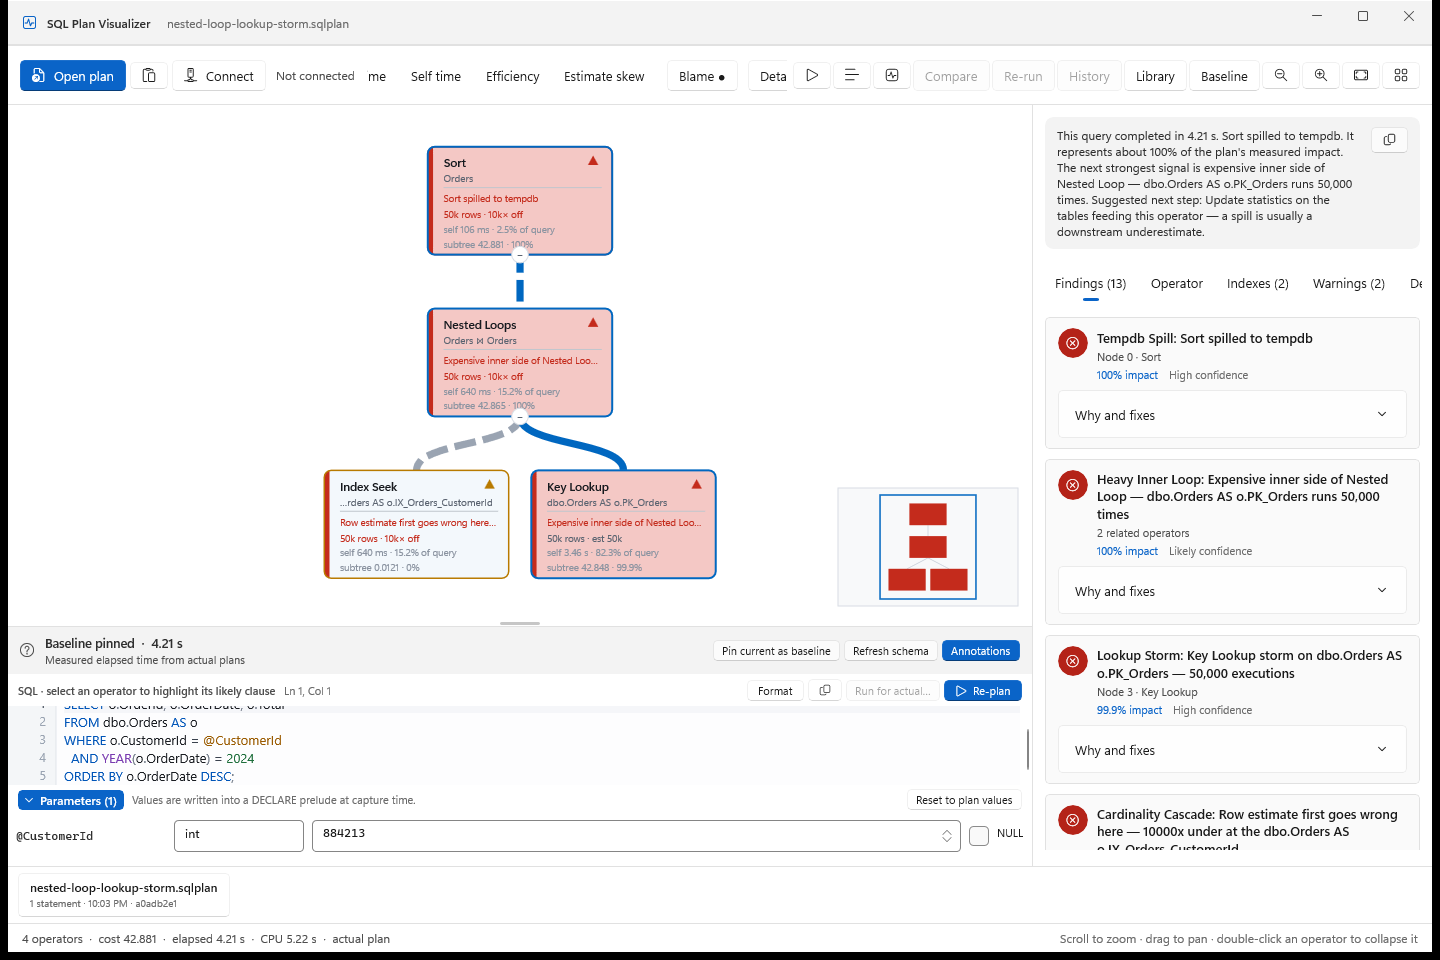 SQL Plan Visualizer nested-loop-lookup-storm.sqlplan
Open plan Connect Not connected me Self time Efficiency Estimate skew Blame ● Deta Compare Re-run History Library Baseline
Sort
Orders
Sort spilled to tempdb
50k rows · 10k× off
self 106 ms · 2.5% of query
subtree 42.881 · 100%
Nested Loops
Orders ⋈ Orders
Expensive inner side of Nested Loo...
50k rows · 10k× off
self 640 ms · 15.2% of query
subtree 42.865 · 100%
Index Seek
...rders AS o.IX_Orders_CustomerId
Row estimate first goes wrong here...
50k rows · 10k× off
self 640 ms · 15.2% of query
subtree 0.0121 · 0%
Key Lookup
dbo.Orders AS o.PK_Orders
Expensive inner side of Nested Loo...
50k rows · est 50k
self 3.46 s · 82.3% of query
subtree 42.848 · 99.9%
Baseline pinned · 4.21 s
Measured elapsed time from actual plans
Pin current as baseline Refresh schema Annotations
SQL · select an operator to highlight its likely clause Ln 1, Col 1
Format Run for actual... Re-plan
1 SELECT o.OrderId, o.OrderDate, o.Total
2 FROM dbo.Orders AS o
3 WHERE o.CustomerId = @CustomerId
4 AND YEAR(o.OrderDate) = 2024
5 ORDER BY o.OrderDate DESC;
Parameters (1) Values are written into a DECLARE prelude at capture time. Reset to plan values
@CustomerId int 884213 NULL
This query completed in 4.21 s. Sort spilled to tempdb. It
represents about 100% of the plan's measured impact.
The next strongest signal is expensive inner side of
Nested Loop — dbo.Orders AS o.PK_Orders runs 50,000
times. Suggested next step: Update statistics on the
tables feeding this operator — a spill is usually a
downstream underestimate.
Findings (13) Operator Indexes (2) Warnings (2) De
Tempdb Spill: Sort spilled to tempdb
Node 0 · Sort
100% impact High confidence
Why and fixes
Heavy Inner Loop: Expensive inner side of Nested
Loop — dbo.Orders AS o.PK_Orders runs 50,000
times
2 related operators
100% impact Likely confidence
Why and fixes
Lookup Storm: Key Lookup storm on dbo.Orders AS
o.PK_Orders — 50,000 executions
Node 3 · Key Lookup
99.9% impact High confidence
Why and fixes
Cardinality Cascade: Row estimate first goes wrong
here — 10000x under at the dbo.Orders AS
o.IX_Orders_CustomerId
nested-loop-lookup-storm.sqlplan
1 statement · 10:03 PM · a0adb2e1
4 operators · cost 42.881 · elapsed 4.21 s · CPU 5.22 s · actual plan
Scroll to zoom · drag to pan · double-click an operator to collapse it